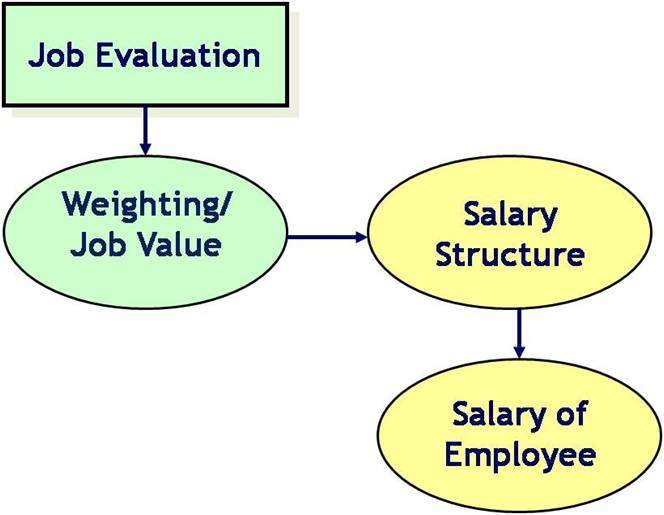 Job Evaluation
Weighting/
Job Value
Salary
Structure
Salary of
Employee